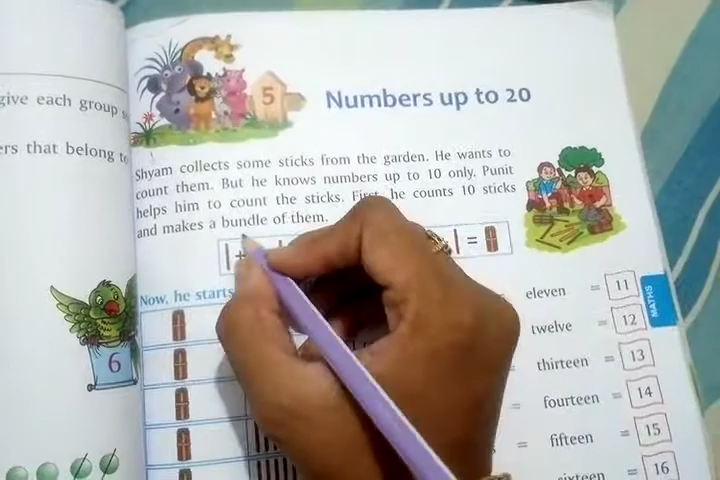 give each group
ers that belong to
5
Numbers up to 20
Shyam collects some sticks from the garden. He wants to
count them. But he knows numbers up to 10 only. Punit
helps him to count the sticks. First, he counts 10 sticks
and makes a bundle of them.
Now, he starts
6
eleven = 11
twelve = 12
thirteen = 13
= fourteen = 14
= fifteen = 15
sixteen = 16
MATHS